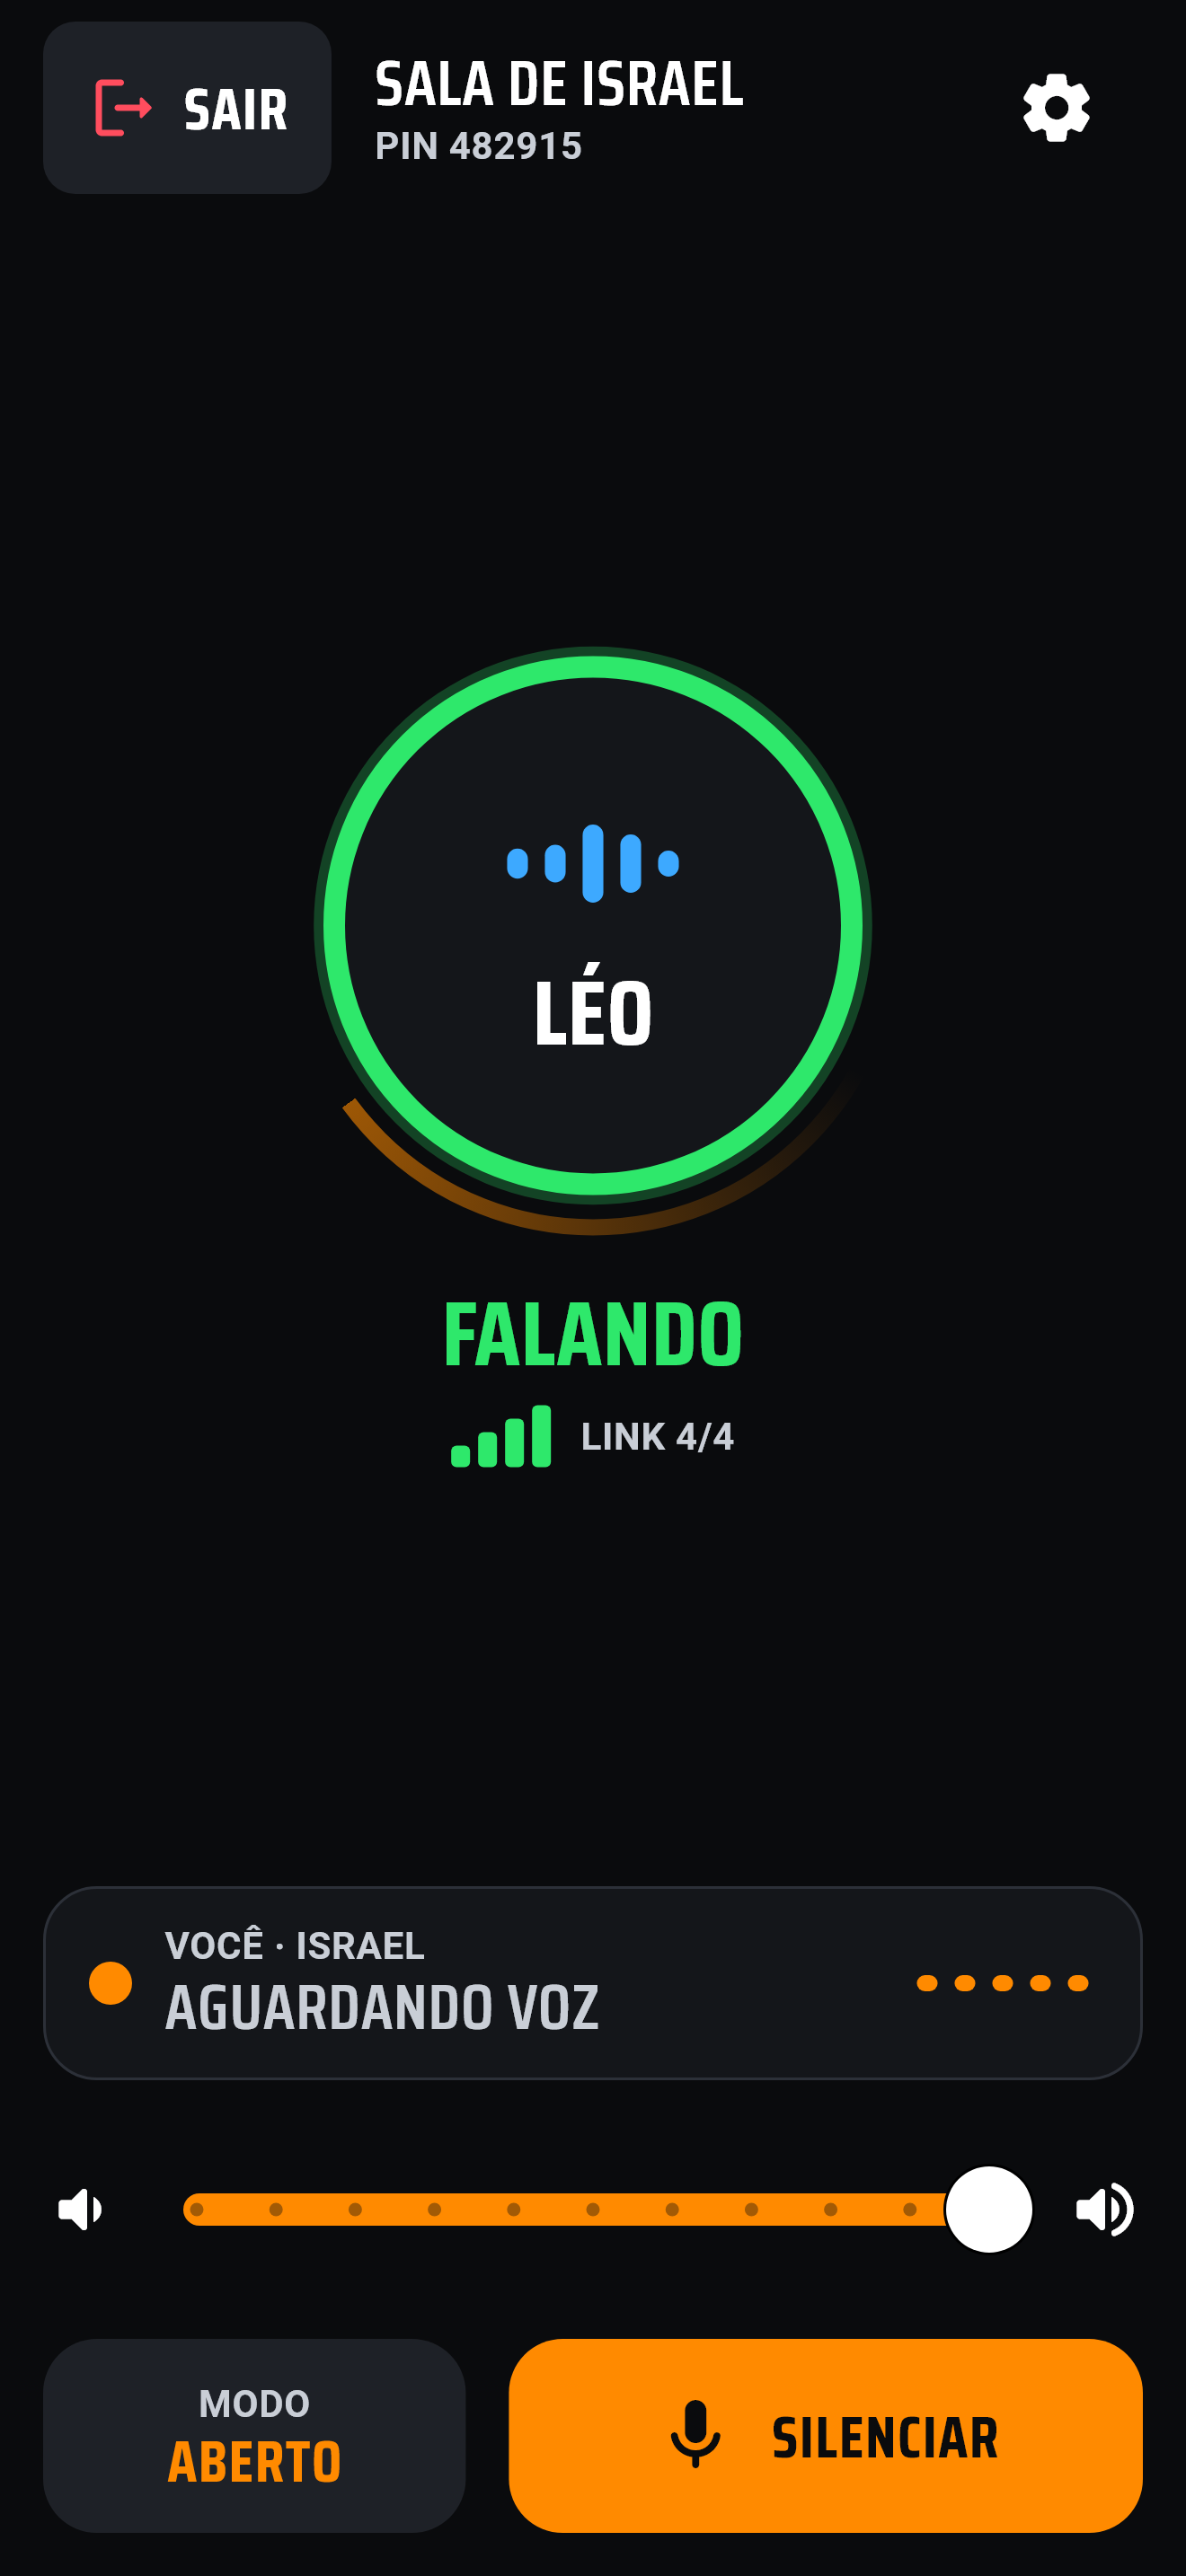 SAIR
SALA DE ISRAEL
PIN 482915
LÉO
FALANDO
LINK 4/4
VOCÊ · ISRAEL
AGUARDANDO VOZ
MODO
ABERTO
SILENCIAR